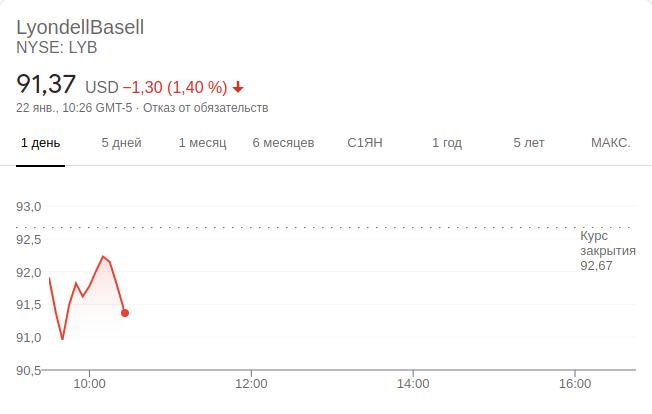 LyondellBasell
NYSE: LYB
91,37 USD −1,30 (1,40 %)
22 янв., 10:26 GMT-5 · Отказ от обязательств
1 день 5 дней 1 месяц 6 месяцев С1ЯН 1 год 5 лет МАКС.
93,0
92,5
92,0
91,5
91,0
90,5
Курс
закрытия
92,67
10:00 12:00 14:00 16:00